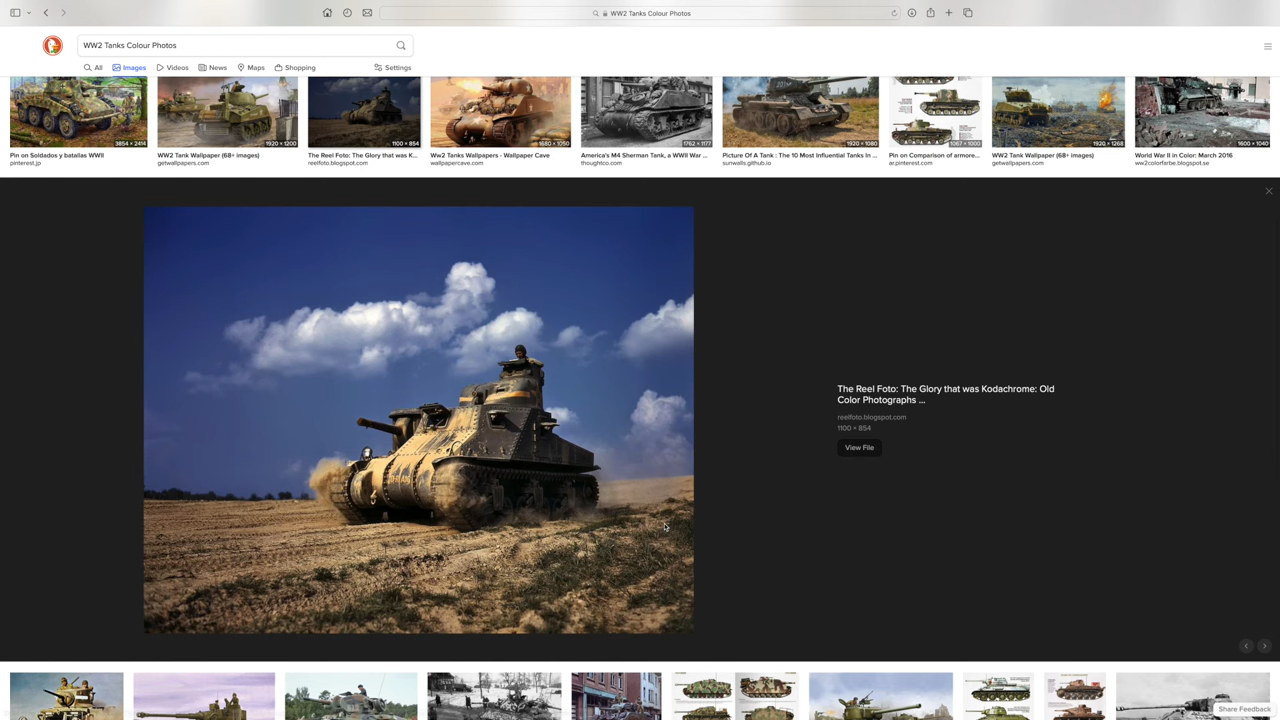 WW2 Tanks Colour Photos
WW2 Tanks Colour Photos
All
Images
Videos
News
Maps
Shopping
Settings
3854 × 2414
1920 × 1200
1100 × 854
1680 × 1050
1762 × 1177
1920 × 1080
1067 × 1000
1920 × 1268
1600 × 1040
Pin on Soldados y batailas WWII
pinterest.jp
WW2 Tank Wallpaper (68+ images)
getwallpapers.com
The Reel Foto: The Glory that was K...
reelfoto.blogspot.com
Ww2 Tanks Wallpapers - Wallpaper Cave
wallpapercave.com
America's M4 Sherman Tank, a WWII War ...
thoughtco.com
Picture Of A Tank : The 10 Most Influential Tanks In ...
sunwalls.github.io
Pin on Comparison of armore...
ar.pinterest.com
WW2 Tank Wallpaper (68+ images)
getwallpapers.com
World War II in Color: March 2016
ww2colorfarbe.blogspot.se
The Reel Foto: The Glory that was Kodachrome: Old
Color Photographs ...
reelfoto.blogspot.com
1100 × 854
View File
Share Feedback